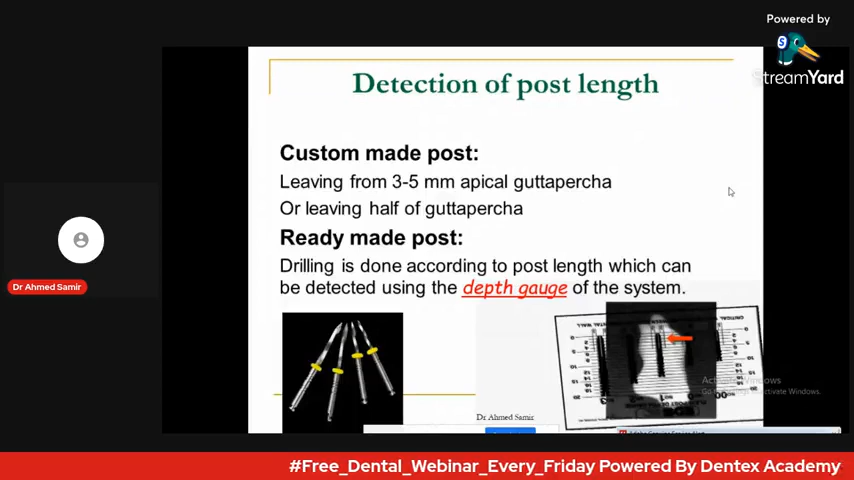 Powered by
StreamYard
Detection of post length
Custom made post:
Leaving from 3-5 mm apical guttapercha
Or leaving half of guttapercha
Ready made post:
Drilling is done according to post length which can
be detected using the depth gauge of the system.
Dr Ahmed Samir
Dr Ahmed Samir
#Free_Dental_Webinar_Every_Friday Powered By Dentex Academy